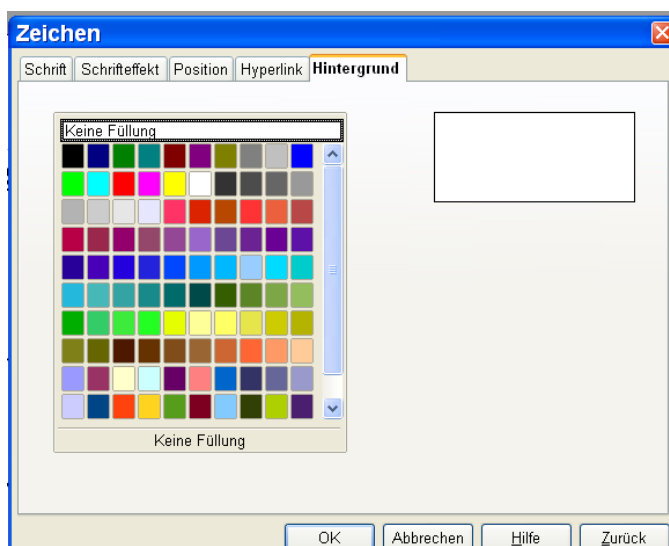 Zeichen
Schrift Schrifteffekt Position Hyperlink Hintergrund
Keine Füllung
Keine Füllung
OK Abbrechen Hilfe Zurück